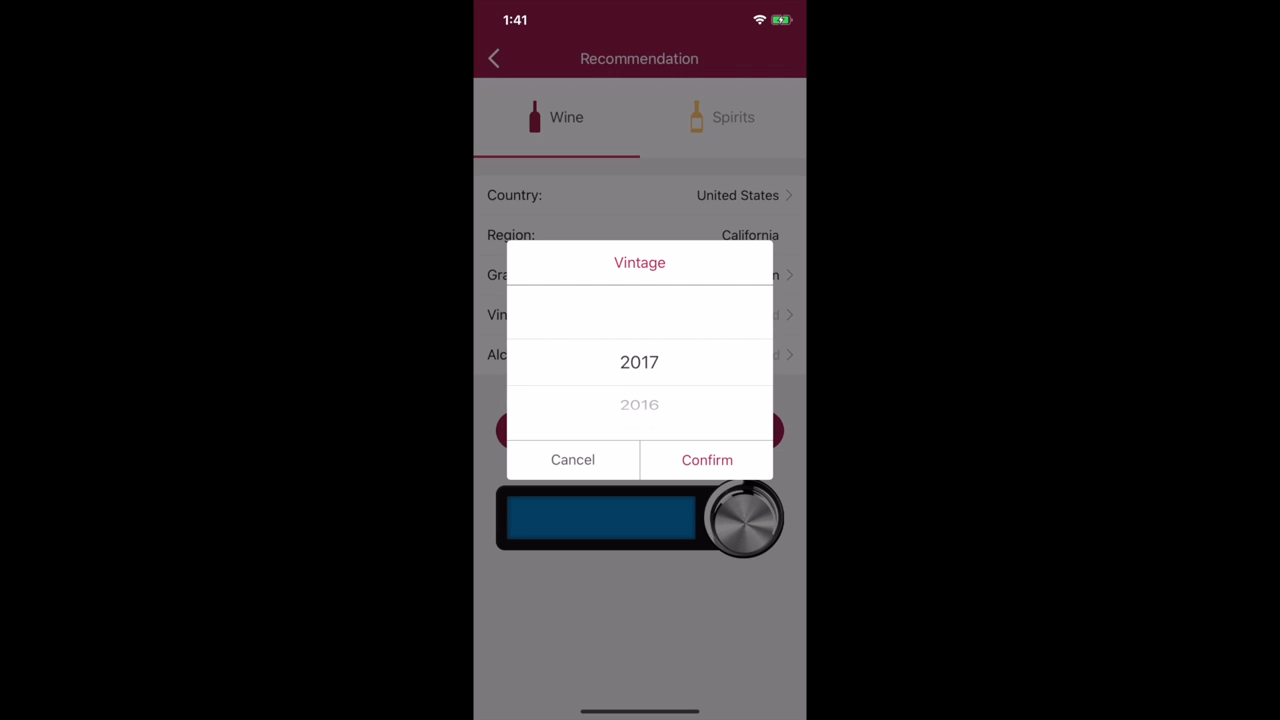 1:41
Recommendation
Wine
Spirits
Country: United States
Region: California
Vintage
2017
2016
Cancel
Confirm